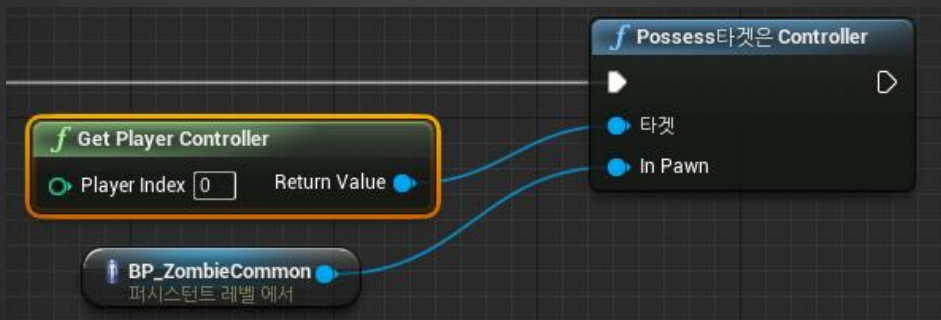 Possess타겟은 Controller
Get Player Controller
타겟
Player Index 0 Return Value
In Pawn
BP_ZombieCommon
퍼시스턴트 레벨 에서